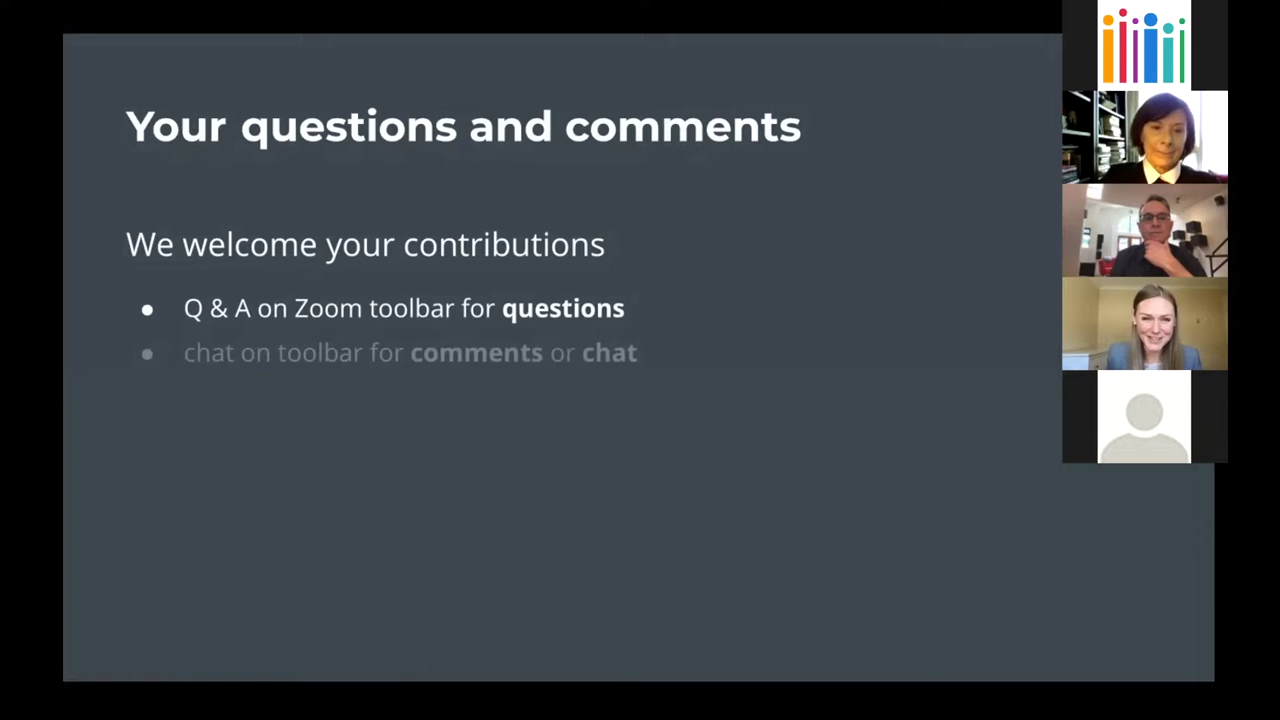 Your questions and comments
We welcome your contributions
● Q & A on Zoom toolbar for questions
● chat on toolbar for comments or chat